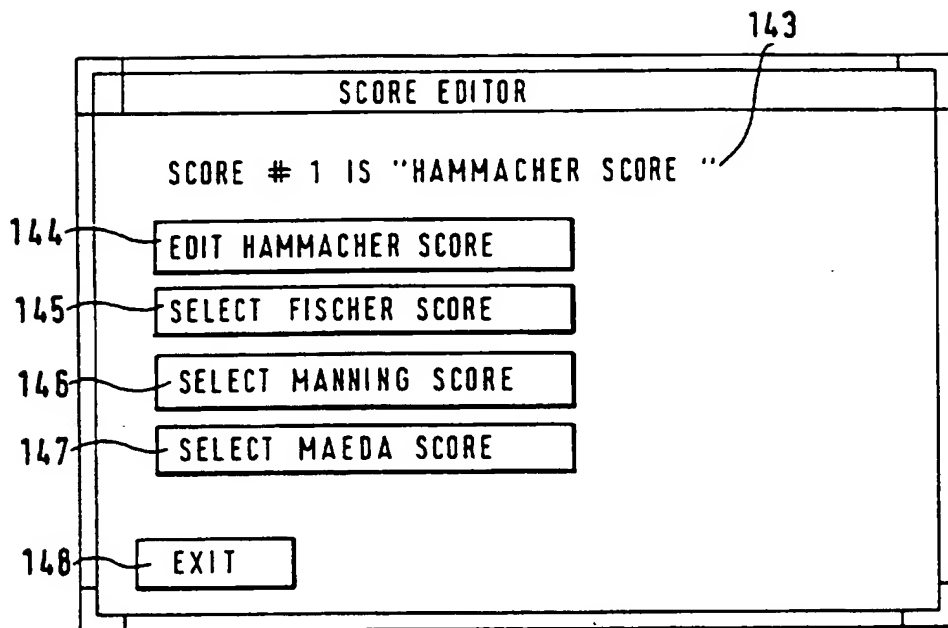 143
SCORE EDITOR
SCORE # 1 IS "HAMMACHER SCORE "
144 EDIT HAMMACHER SCORE
145 SELECT FISCHER SCORE
146 SELECT MANNING SCORE
147 SELECT MAEDA SCORE
148 EXIT